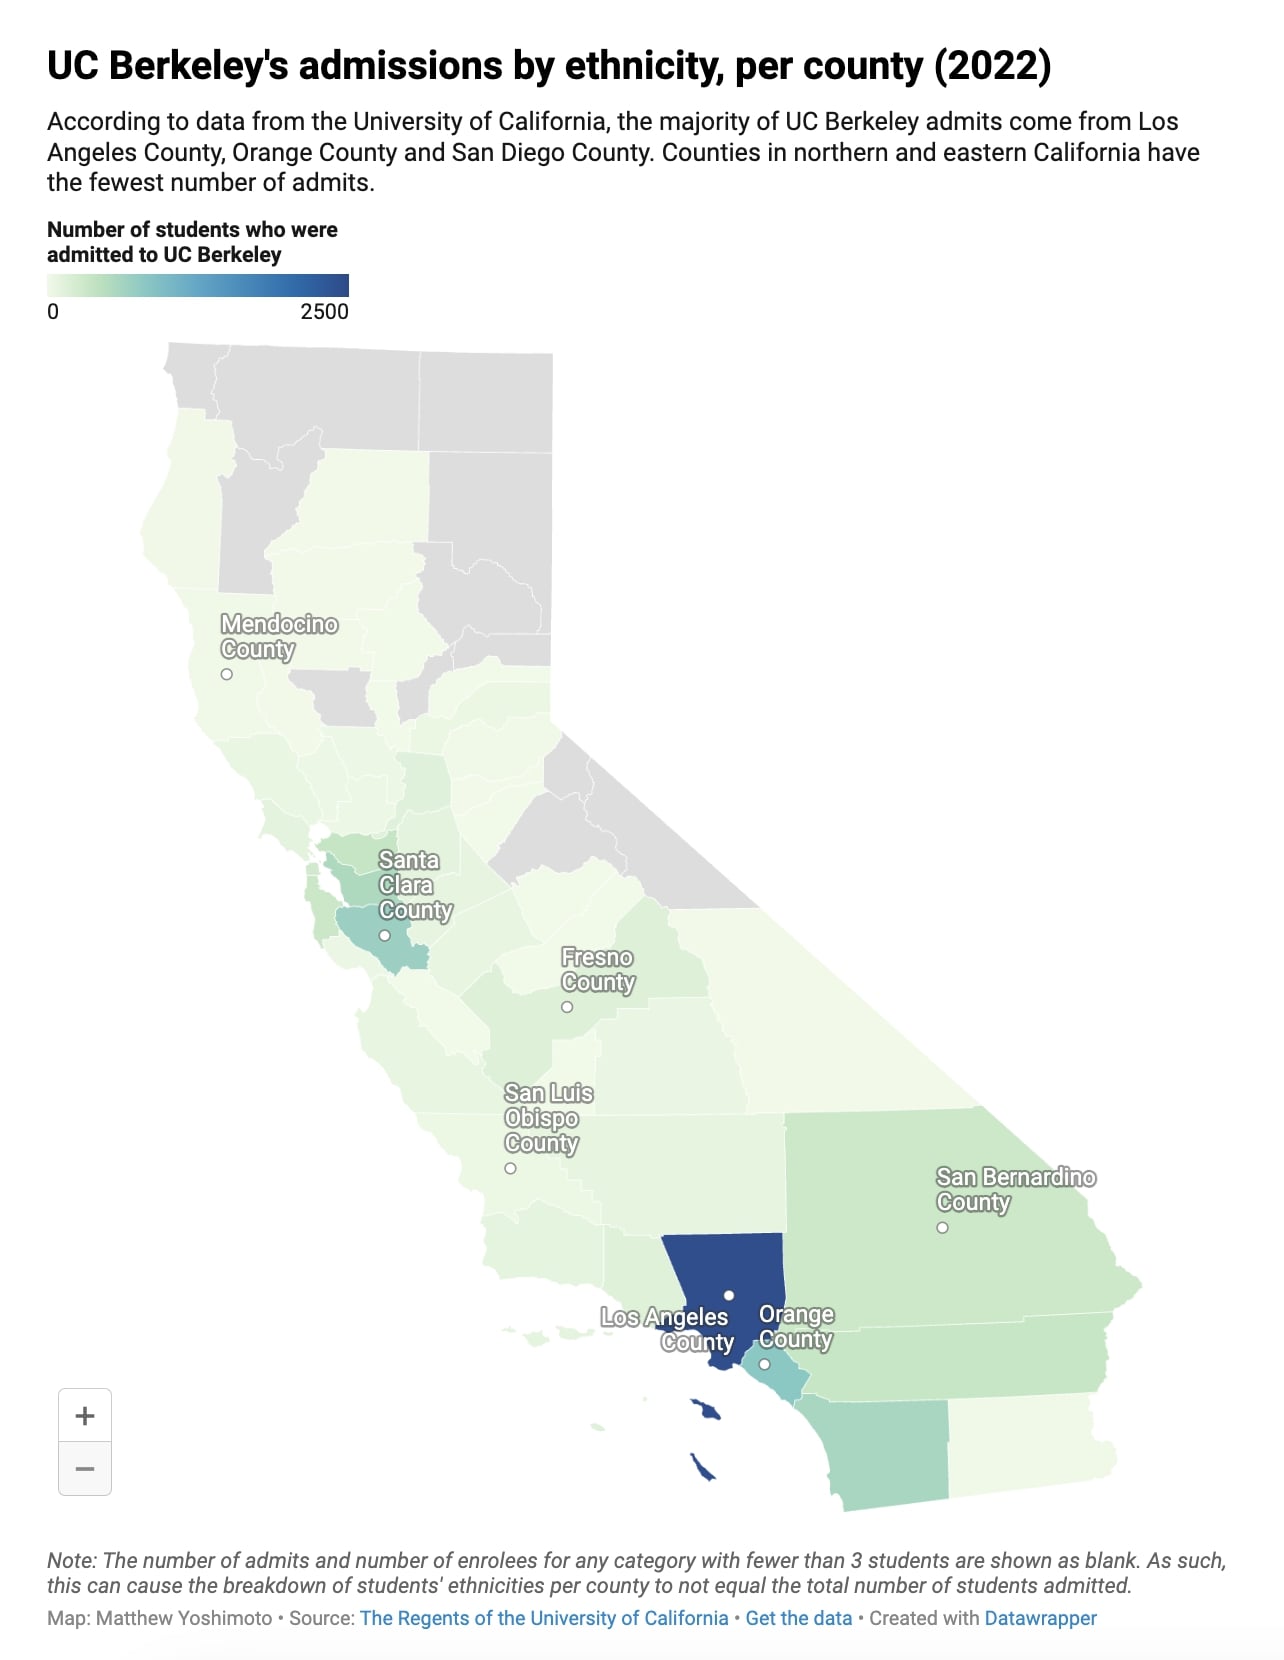 UC Berkeley's admissions by ethnicity, per county (2022)
According to data from the University of California, the majority of UC Berkeley admits come from Los
Angeles County, Orange County and San Diego County. Counties in northern and eastern California have
the fewest number of admits.
Number of students who were
admitted to UC Berkeley
0 2500
Mendocino
County
Santa
Clara
County
Fresno
County
San Luis
Obispo
County
San Bernardino
County
Los Angeles
County
Orange
County
+
−
Note: The number of admits and number of enrolees for any category with fewer than 3 students are shown as blank. As such,
this can cause the breakdown of students' ethnicities per county to not equal the total number of students admitted.
Map: Matthew Yoshimoto • Source: The Regents of the University of California • Get the data • Created with Datawrapper